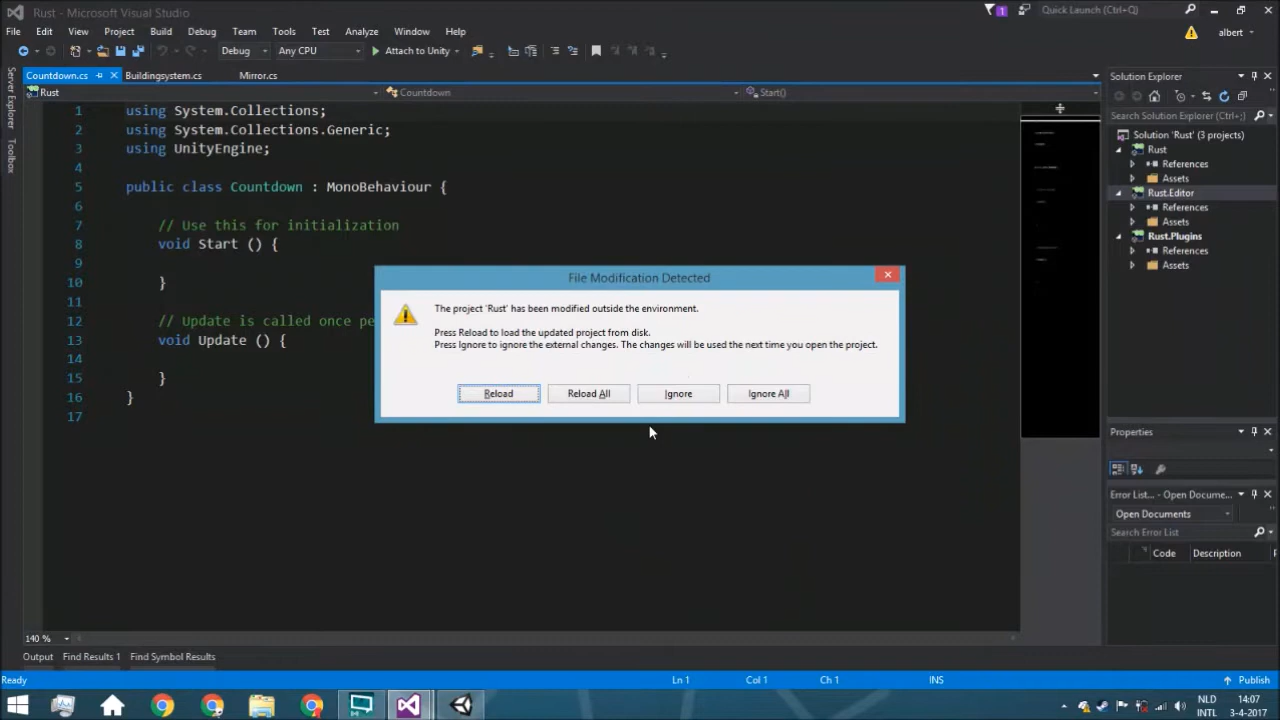 Rust - Microsoft Visual Studio
1
Quick Launch (Ctrl+Q)
File Edit View Project Build Debug Team Tools Test Analyze Window Help
albert
Debug Any CPU Attach to Unity
Server Explorer
Toolbox
Countdown.cs Buildingsystem.cs Mirror.cs
Rust Countdown Start()
1 using System.Collections;
2 using System.Collections.Generic;
3 using UnityEngine;
4
5 public class Countdown : MonoBehaviour {
6
7 // Use this for initialization
8 void Start () {
9
10 }
11
12 // Update is called once pe
13 void Update () {
14
15 }
16 }
17
File Modification Detected
The project 'Rust' has been modified outside the environment.
Press Reload to load the updated project from disk.
Press Ignore to ignore the external changes. The changes will be used the next time you open the project.
Reload Reload All Ignore Ignore All
Solution Explorer
Search Solution Explorer (Ctrl+;)
Solution 'Rust' (3 projects)
Rust
References
Assets
Rust.Editor
References
Assets
Rust.Plugins
References
Assets
Properties
Error List... - Open Docume...
Open Documents
Search Error List
Code Description
140 %
Output Find Results 1 Find Symbol Results
Ready Ln 1 Col 1 Ch 1 INS Publish
NLD 14:07
INTL 3-4-2017